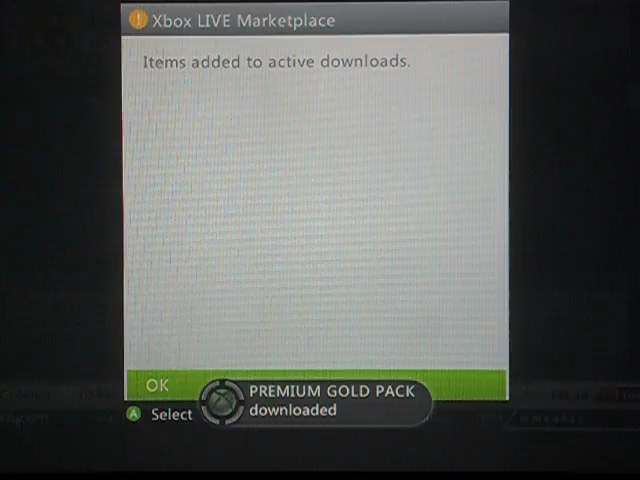 Xbox LIVE Marketplace
Items added to active downloads.
OK
PREMIUM GOLD PACK
downloaded
A Select